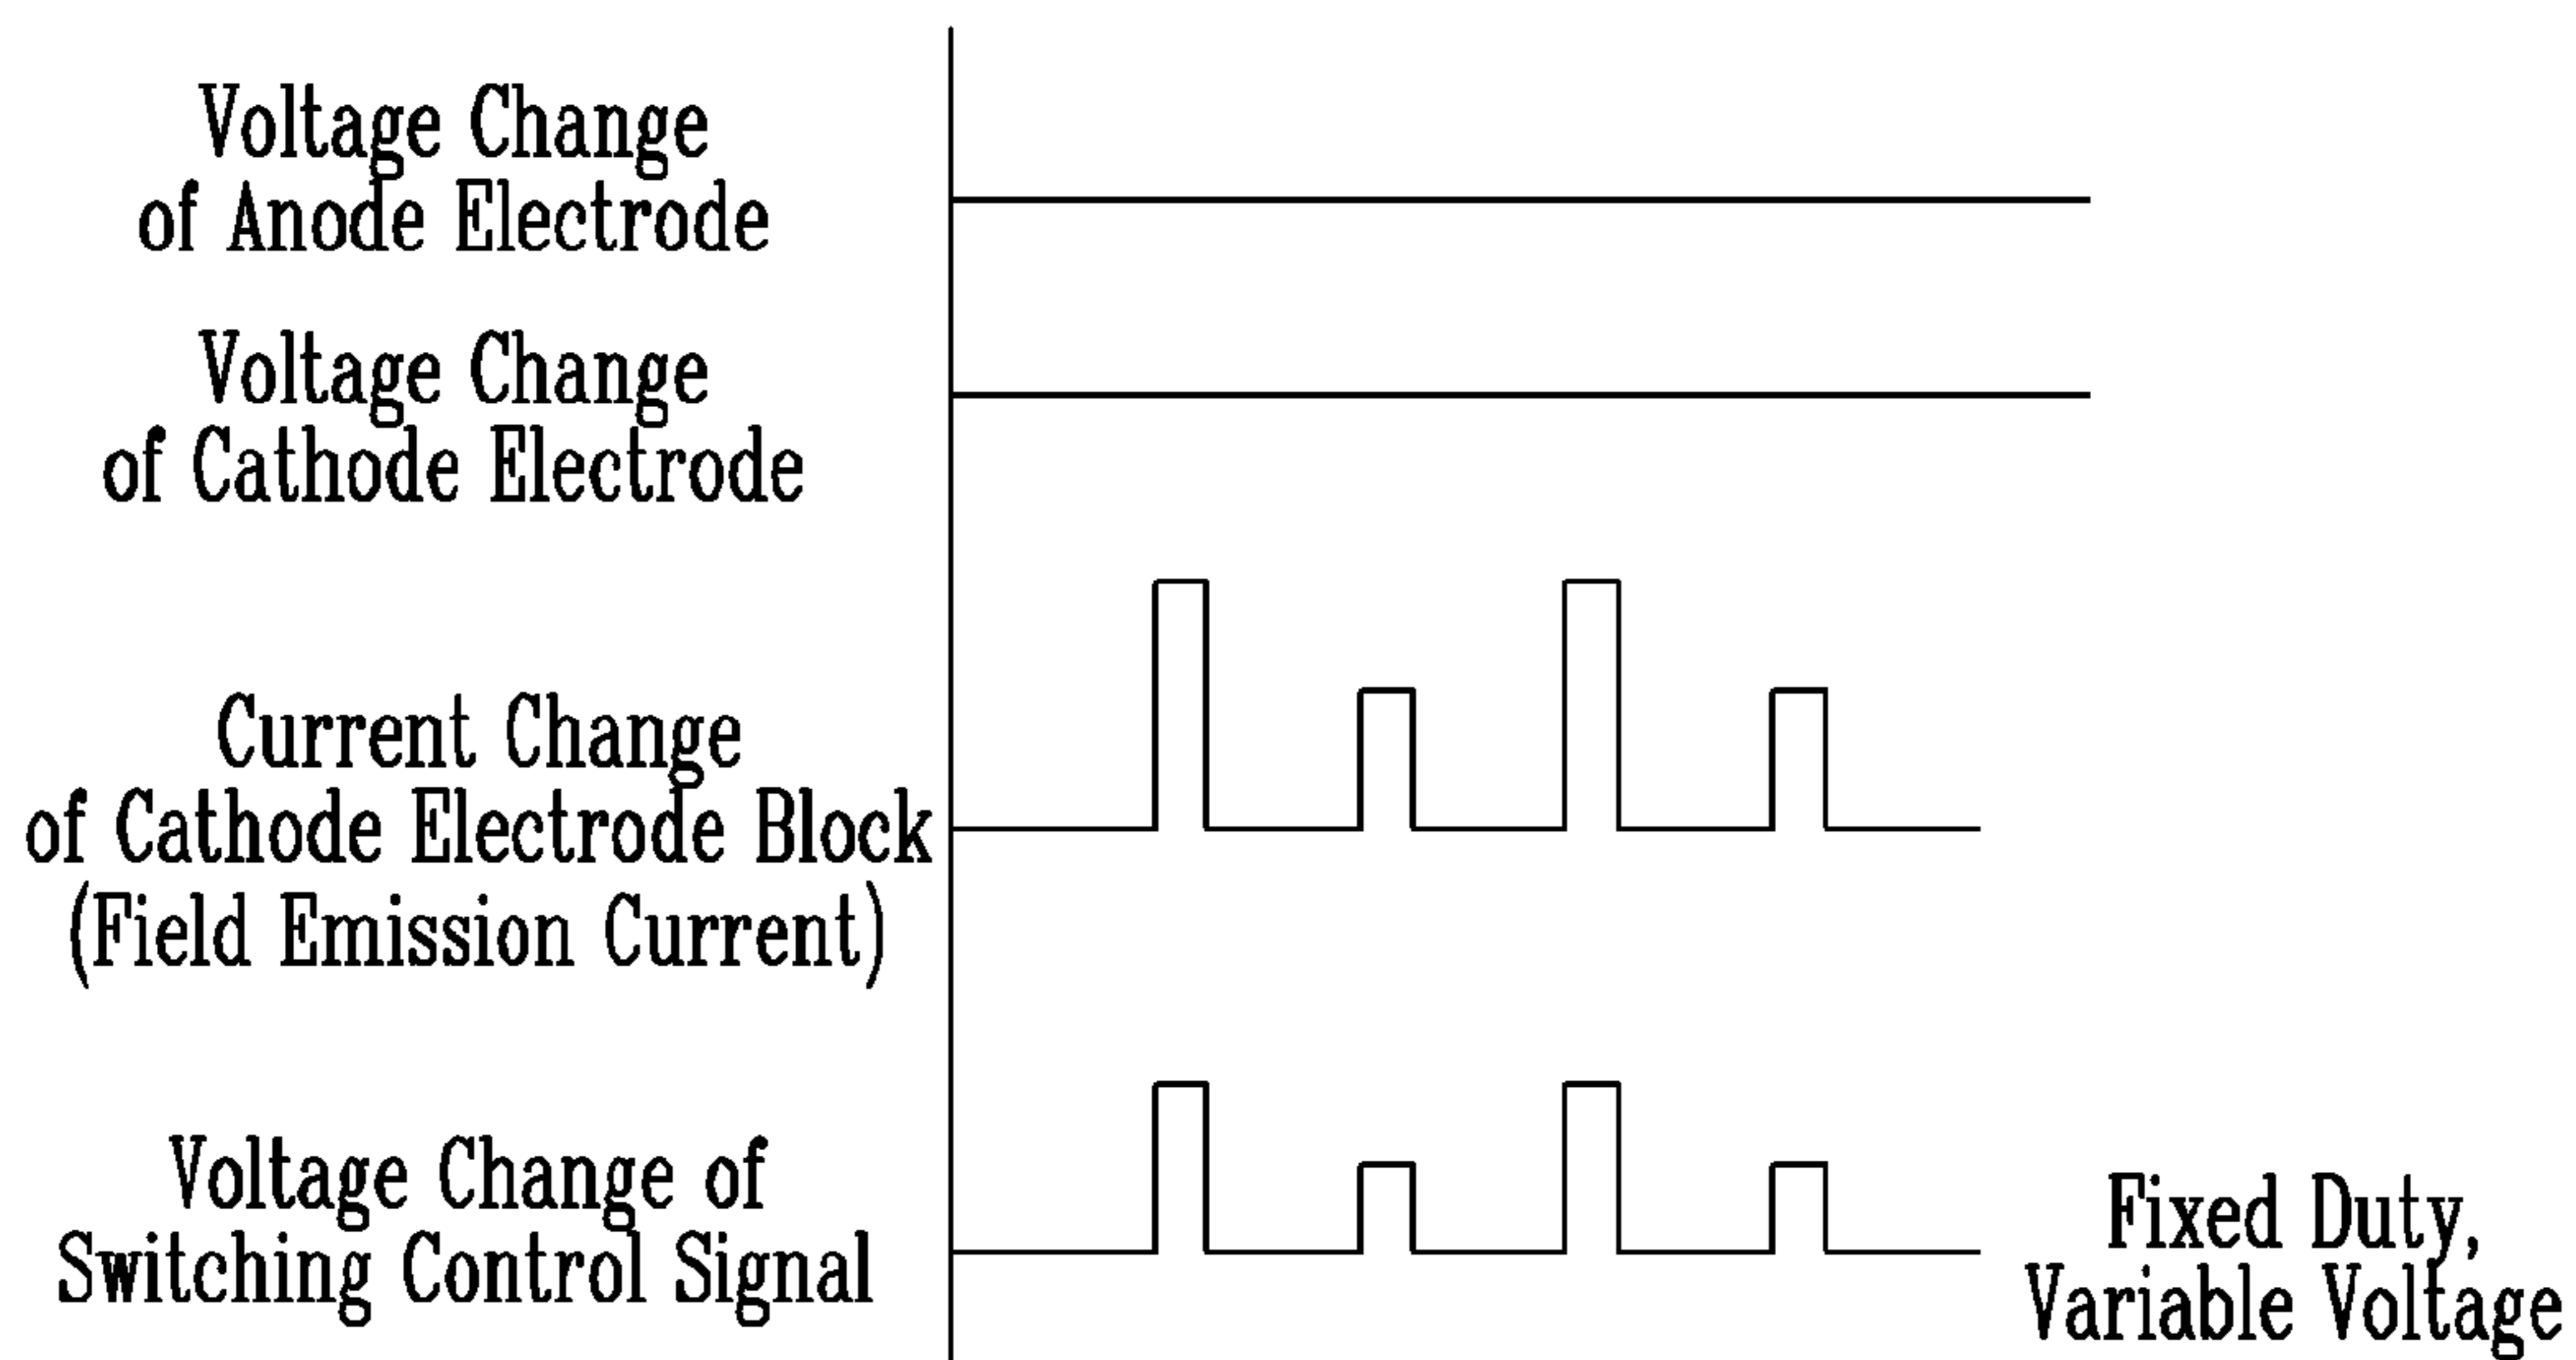 Voltage Change
of Anode Electrode
Voltage Change
of Cathode Electrode
Current Change
of Cathode Electrode Block
(Field Emission Current)
Voltage Change of
Switching Control Signal
Fixed Duty,
Variable Voltage